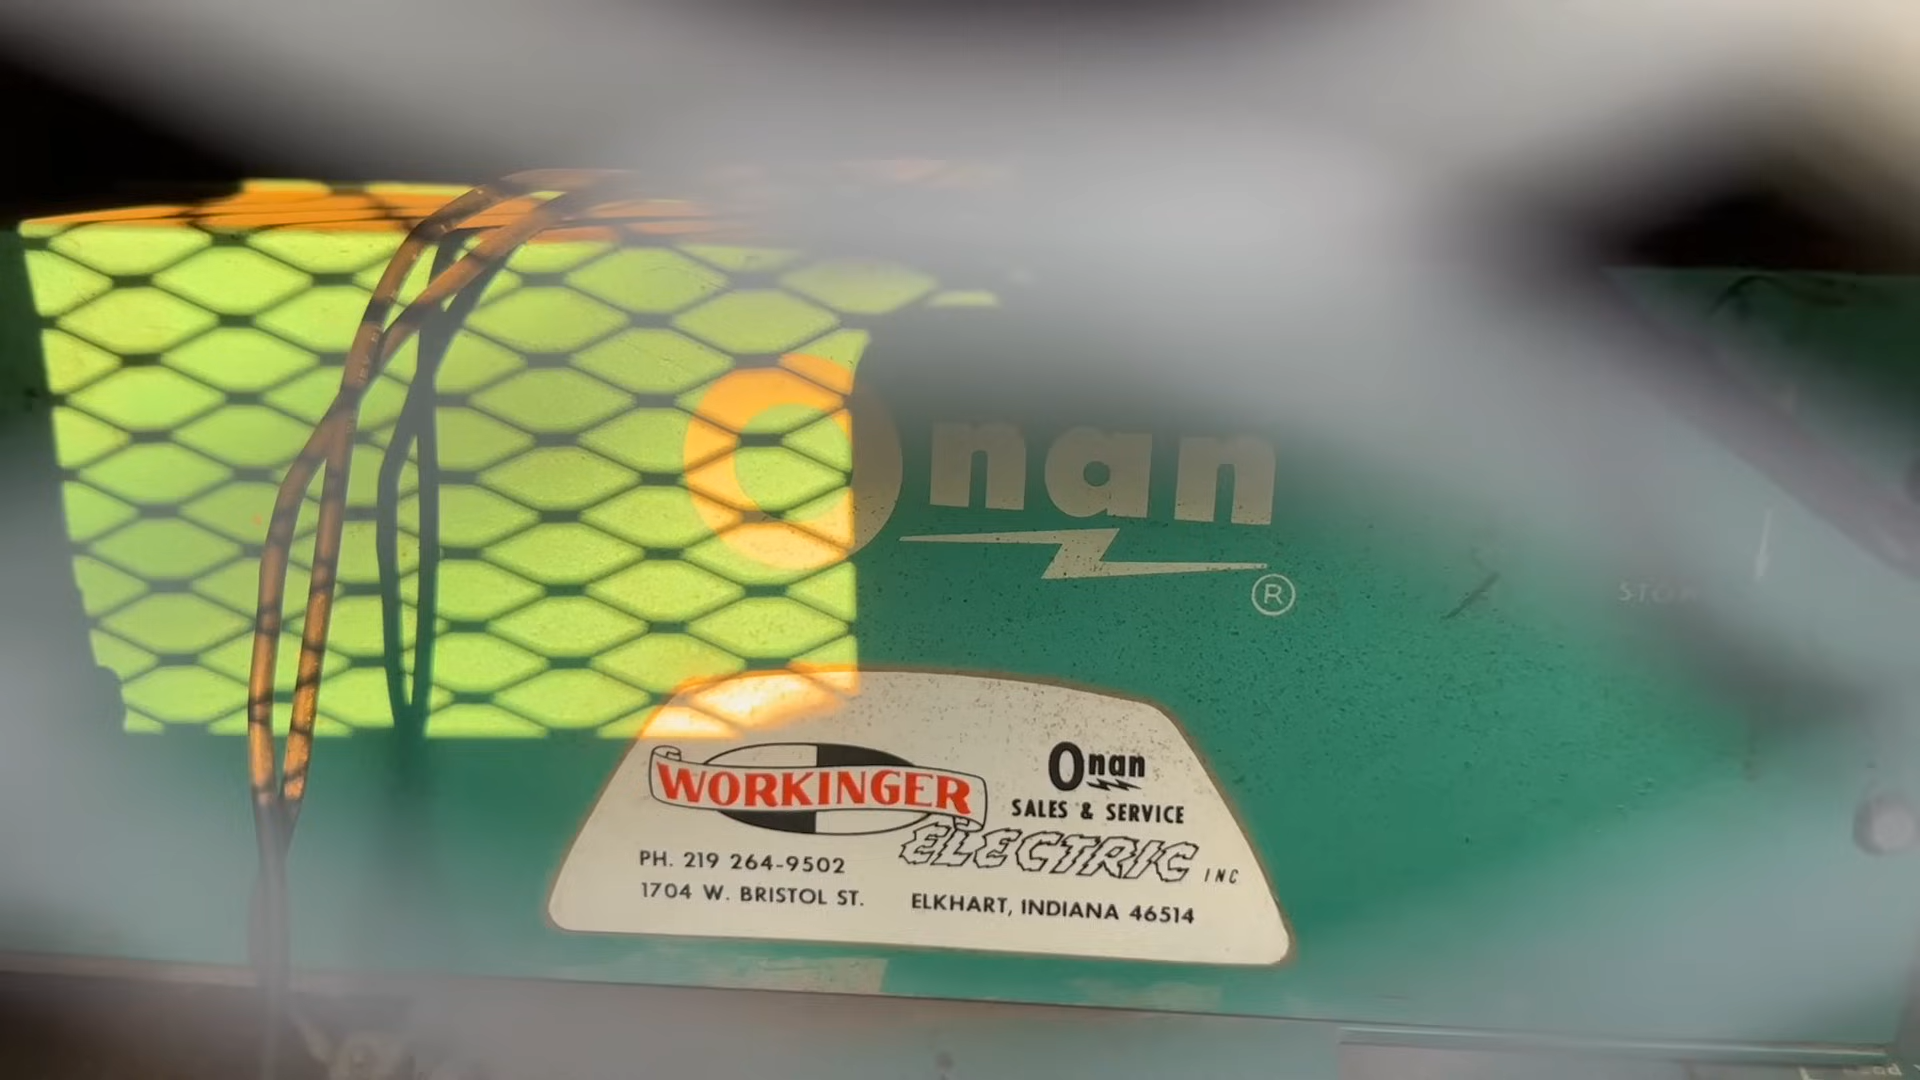 Onan
®
WORKINGER
Onan
SALES & SERVICE
ELECTRIC INC
PH. 219 264-9502
1704 W. BRISTOL ST.
ELKHART, INDIANA 46514